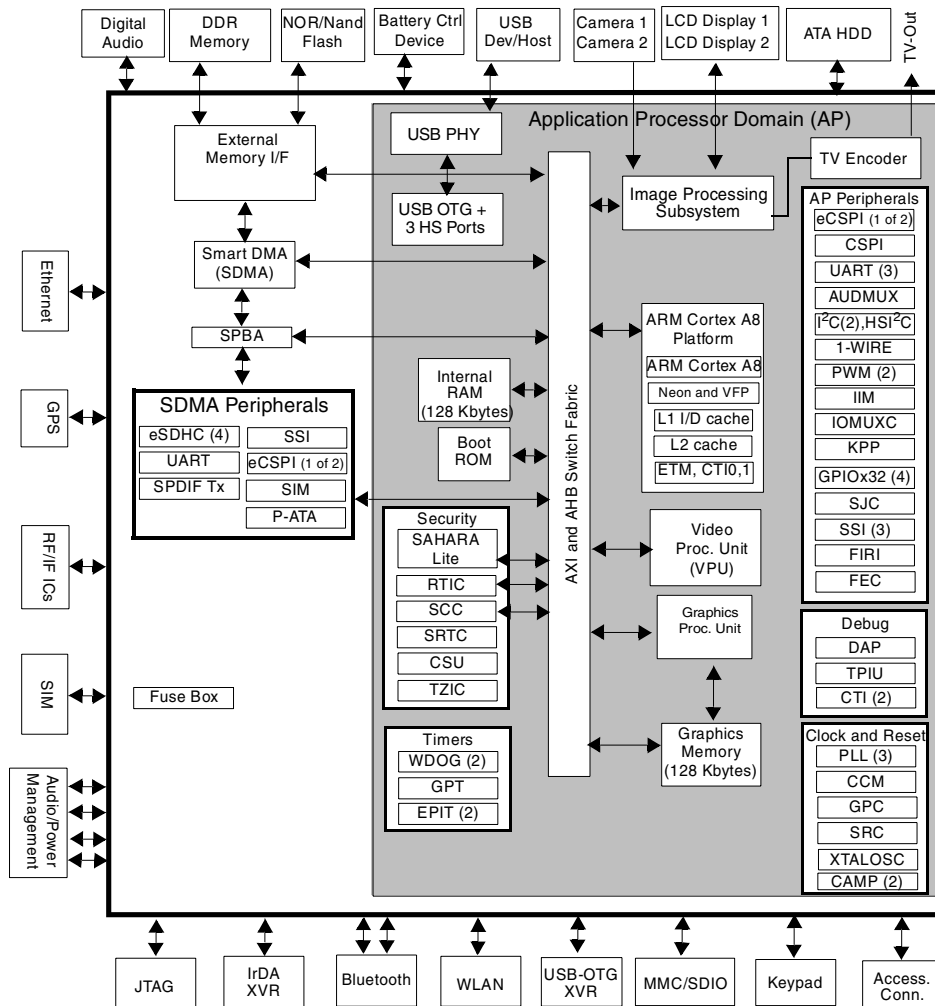 Digital
Audio
DDR
Memory
NOR/Nand
Flash
Battery Ctrl
Device
USB
Dev/Host
Camera 1
Camera 2
LCD Display 1
LCD Display 2
ATA HDD
TV-Out
Application Processor Domain (AP)
External
Memory I/F
USB PHY
TV Encoder
USB OTG +
3 HS Ports
Image Processing
Subsystem
Smart DMA
(SDMA)
SPBA
AXI and AHB Switch Fabric
Internal
RAM
(128 Kbytes)
Boot
ROM
ARM Cortex A8
Platform
ARM Cortex A8
Neon and VFP
L1 I/D cache
L2 cache
ETM, CTI0,1
AP Peripherals
eCSPI (1 of 2)
CSPI
UART (3)
AUDMUX
I²C(2),HSI²C
1-WIRE
PWM (2)
IIM
IOMUXC
KPP
GPIOx32 (4)
SJC
SSI (3)
FIRI
FEC
SDMA Peripherals
eSDHC (4)
UART
SPDIF Tx
SSI
eCSPI (1 of 2)
SIM
P-ATA
Security
SAHARA
Lite
RTIC
SCC
SRTC
CSU
TZIC
Video
Proc. Unit
(VPU)
Graphics
Proc. Unit
Graphics
Memory
(128 Kbytes)
Debug
DAP
TPIU
CTI (2)
Fuse Box
Timers
WDOG (2)
GPT
EPIT (2)
Clock and Reset
PLL (3)
CCM
GPC
SRC
XTALOSC
CAMP (2)
Ethernet
GPS
RF/IF ICs
SIM
Audio/Power
Management
JTAG
IrDA
XVR
Bluetooth
WLAN
USB-OTG
XVR
MMC/SDIO
Keypad
Access.
Conn.